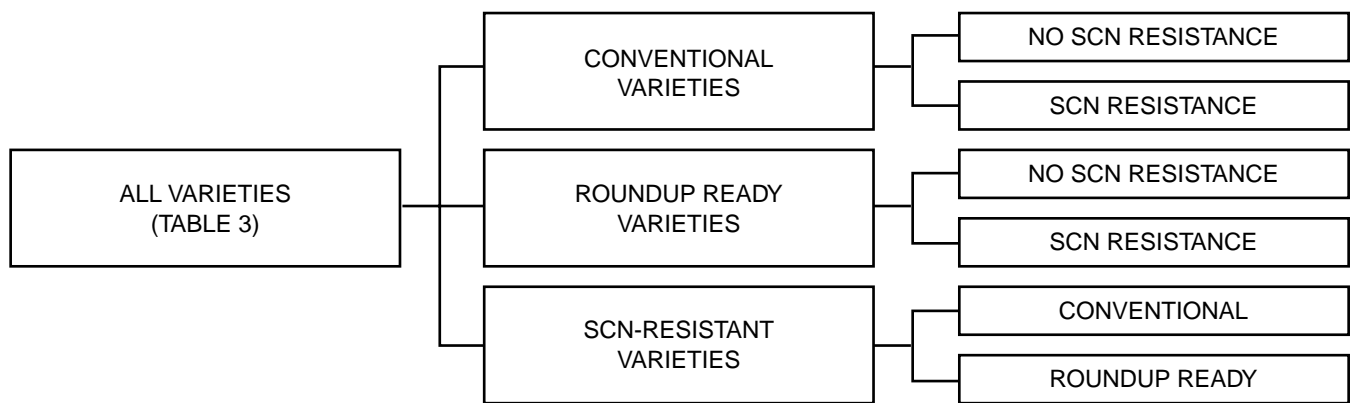 ALL VARIETIES
(TABLE 3)
CONVENTIONAL
VARIETIES
NO SCN RESISTANCE
SCN RESISTANCE
ROUNDUP READY
VARIETIES
NO SCN RESISTANCE
SCN RESISTANCE
SCN-RESISTANT
VARIETIES
CONVENTIONAL
ROUNDUP READY